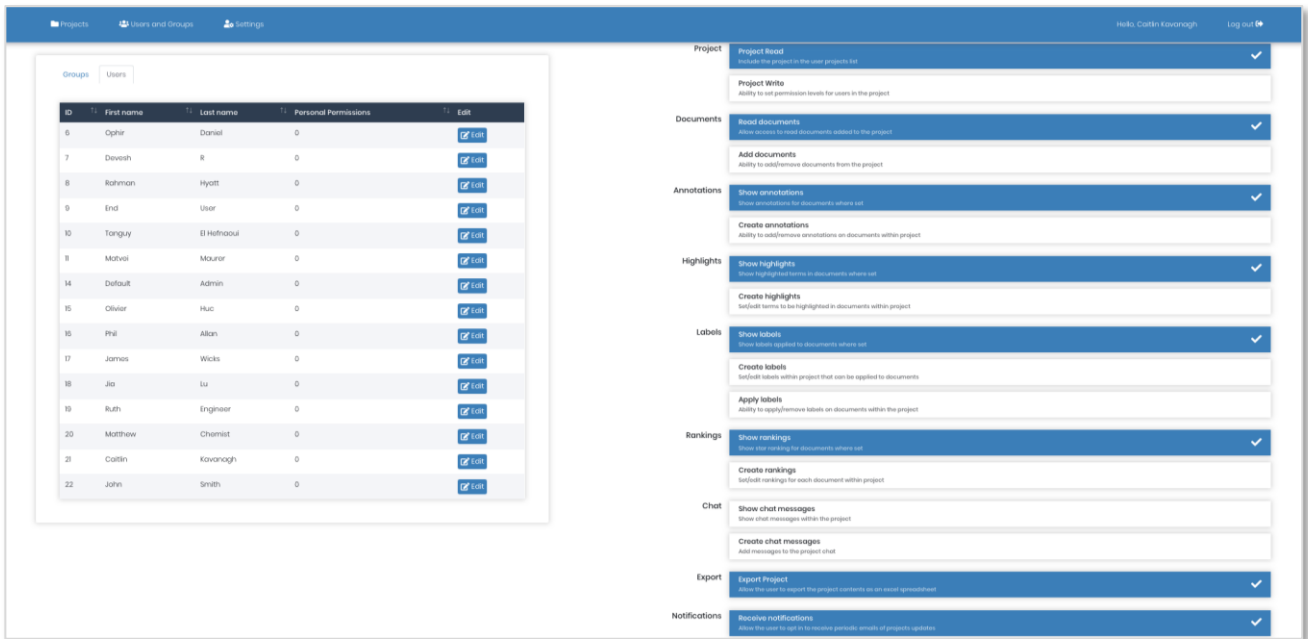 Projects Users and Groups Settings Hello, Caitlin Kavanagh Log out
Groups Users
ID First name Last name Personal Permissions Edit
6 Ophir Daniel 0 Edit
7 Devesh R 0 Edit
8 Rahman Hyatt 0 Edit
9 End User 0 Edit
10 Tanguy El Hefnaoui 0 Edit
11 Matvei Maurer 0 Edit
14 Default Admin 0 Edit
15 Olivier Huc 0 Edit
16 Phil Allan 0 Edit
17 James Wicks 0 Edit
18 Jia Lu 0 Edit
19 Ruth Engineer 0 Edit
20 Matthew Chemist 0 Edit
21 Caitlin Kavanagh 0 Edit
22 John Smith 0 Edit
Project
Project Read
Include the project in the user projects list
Project Write
Ability to set permission levels for users in the project
Documents
Read documents
Allow access to read documents added to the project
Add documents
Ability to add/remove documents from the project
Annotations
Show annotations
Show annotations for documents where set
Create annotations
Ability to add/remove annotations on documents within project
Highlights
Show highlights
Show highlighted terms in documents where set
Create highlights
Set/edit terms to be highlighted in documents within project
Labels
Show labels
Show labels applied to documents where set
Create labels
Set/edit labels within project that can be applied to documents
Apply labels
Ability to apply/remove labels on documents within the project
Rankings
Show rankings
Show star ranking for documents where set
Create rankings
Set/edit rankings for each document within project
Chat
Show chat messages
Show chat messages within the project
Create chat messages
Add messages to the project chat
Export
Export Project
Allow the user to export the project contents as an excel spreadsheet
Notifications
Receive notifications
Allow the user to opt in to receive periodic emails of projects updates